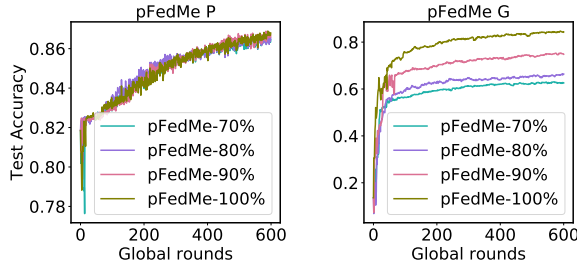 pFedMe P
Test Accuracy
0.86
0.84
0.82
0.80
0.78
pFedMe-70%
pFedMe-80%
pFedMe-90%
pFedMe-100%
0
200
400
600
Global rounds
pFedMe G
0.8
0.6
0.4
0.2
pFedMe-70%
pFedMe-80%
pFedMe-90%
pFedMe-100%
0
200
400
600
Global rounds